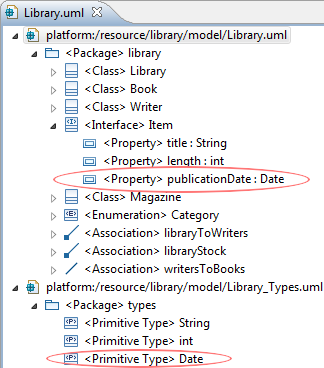 Library.uml
platform:/resource/library/model/Library.uml
<Package> library
<Class> Library
<Class> Book
<Class> Writer
<Interface> Item
<Property> title : String
<Property> length : int
<Property> publicationDate : Date
<Class> Magazine
<Enumeration> Category
<Association> libraryToWriters
<Association> libraryStock
<Association> writersToBooks
platform:/resource/library/model/Library_Types.uml
<Package> types
<Primitive Type> String
<Primitive Type> int
<Primitive Type> Date